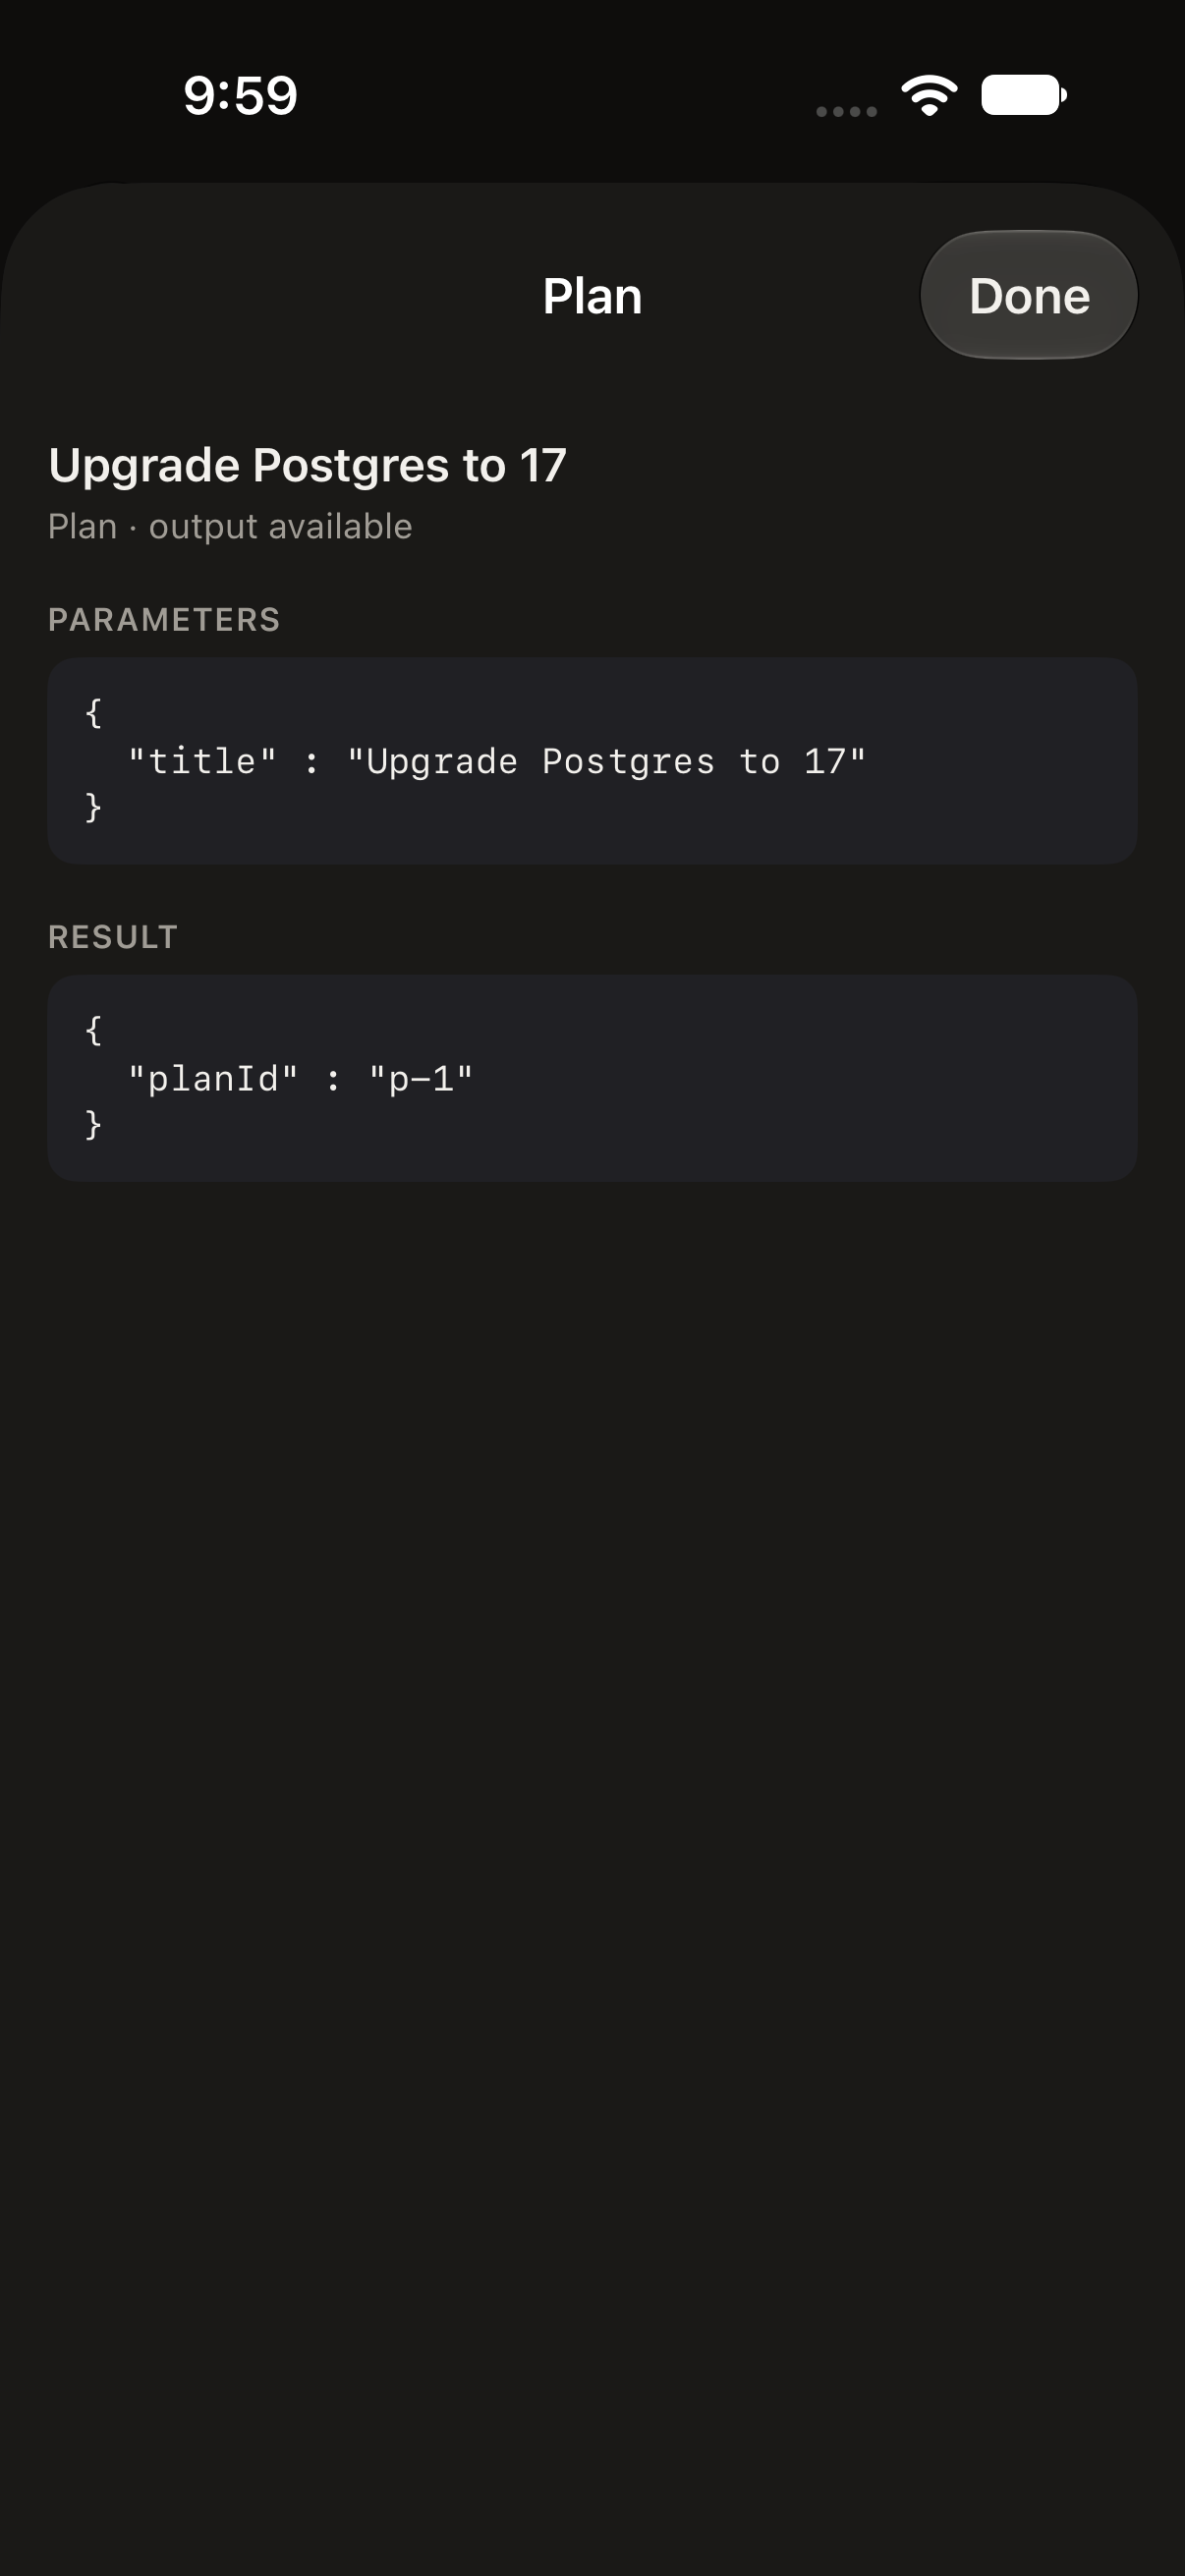 9:59
Plan
Done
Upgrade Postgres to 17
Plan · output available
PARAMETERS
{
  "title" : "Upgrade Postgres to 17"
}
RESULT
{
  "planId" : "p-1"
}